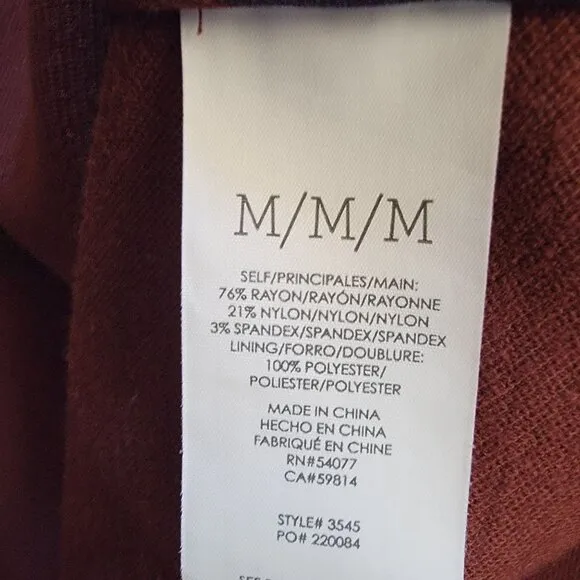 M/M/M
SELF/PRINCIPALES/MAIN:
76% RAYON/RAYÓN/RAYONNE
21% NYLON/NYLON/NYLON
3% SPANDEX/SPANDEX/SPANDEX
LINING/FORRO/DOUBLURE:
100% POLYESTER/
POLIESTER/POLYESTER
MADE IN CHINA
HECHO EN CHINA
FABRIQUÉ EN CHINE
RN#54077
CA#59814
STYLE# 3545
PO# 220084